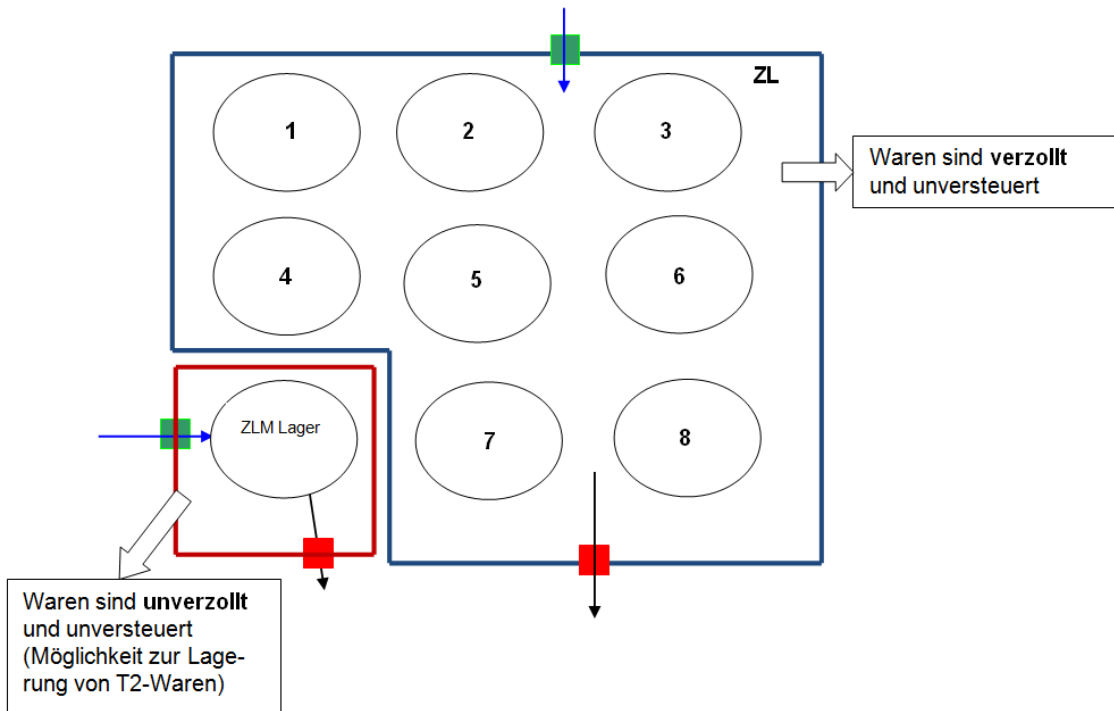 ZL
1
2
3
Waren sind verzollt
und unversteuert
4
5
6
ZLM Lager
7
8
Waren sind unverzollt
und unversteuert
(Möglichkeit zur Lage-
rung von T2-Waren)